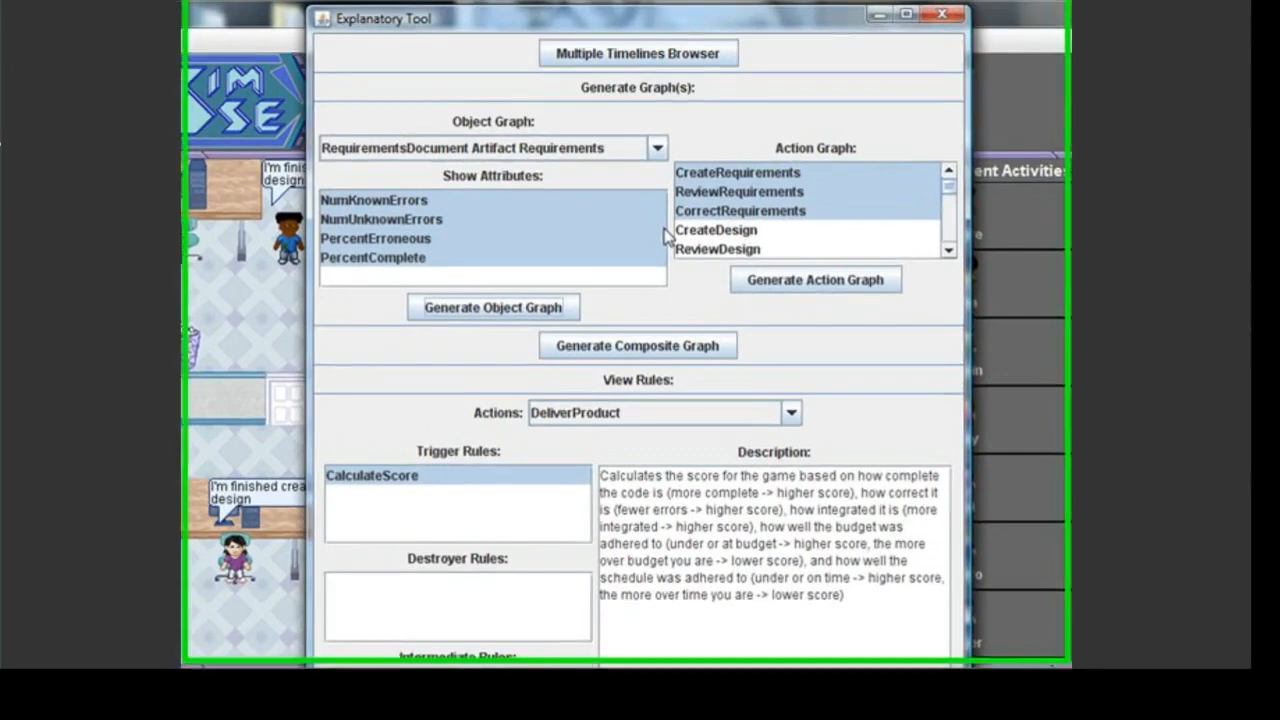 Explanatory Tool
Multiple Timelines Browser
Generate Graph(s):
Object Graph:
RequirementsDocument Artifact Requirements
Show Attributes:
NumKnownErrors
NumUnknownErrors
PercentErroneous
PercentComplete
Generate Object Graph
Action Graph:
CreateRequirements
ReviewRequirements
CorrectRequirements
CreateDesign
ReviewDesign
Generate Action Graph
Generate Composite Graph
View Rules:
Actions: DeliverProduct
Trigger Rules:
CalculateScore
Destroyer Rules:
Intermediate Rules:
Description:
Calculates the score for the game based on how complete
the code is (more complete -> higher score), how correct it
is (fewer errors -> higher score), how integrated it is (more
integrated -> higher score), how well the budget was
adhered to (under or at budget -> higher score, the more
over budget you are -> lower score), and how well the
schedule was adhered to (under or on time -> higher score,
the more over time you are -> lower score)
I'm finis
design
I'm finished crea
design
ent Activitie